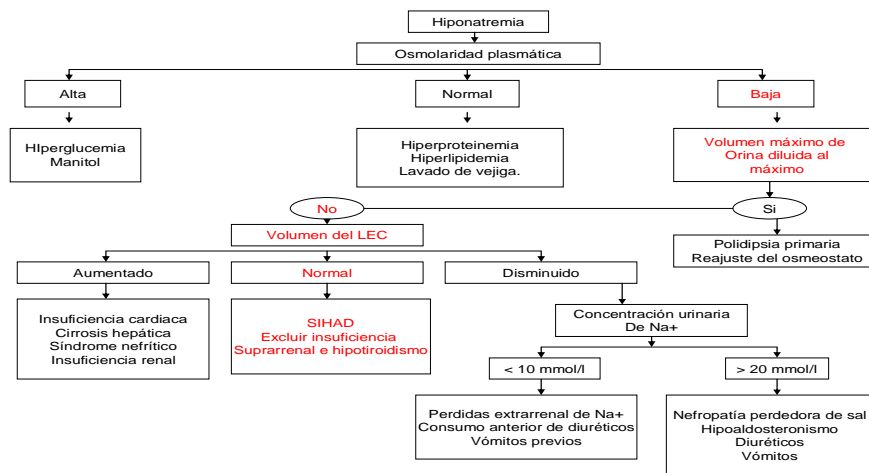 Hiponatremia
Osmolaridad plasmática
Alta
Normal
Baja
HIperglucemia
Manitol
Hiperproteinemia
Hiperlipidemia
Lavado de vejiga.
Volumen máximo de
Orina diluida al
máximo
No
Si
Volumen del LEC
Polidipsia primaria
Reajuste del osmeostato
Aumentado
Normal
Disminuido
Insuficiencia cardiaca
Cirrosis hepática
Síndrome nefrítico
Insuficiencia renal
SIHAD
Excluir insuficiencia
Suprarrenal e hipotiroidismo
Concentración urinaria
De Na+
< 10 mmol/l
> 20 mmol/l
Perdidas extrarrenal de Na+
Consumo anterior de diuréticos
Vómitos previos
Nefropatía perdedora de sal
Hipoaldosteronismo
Diuréticos
Vómitos